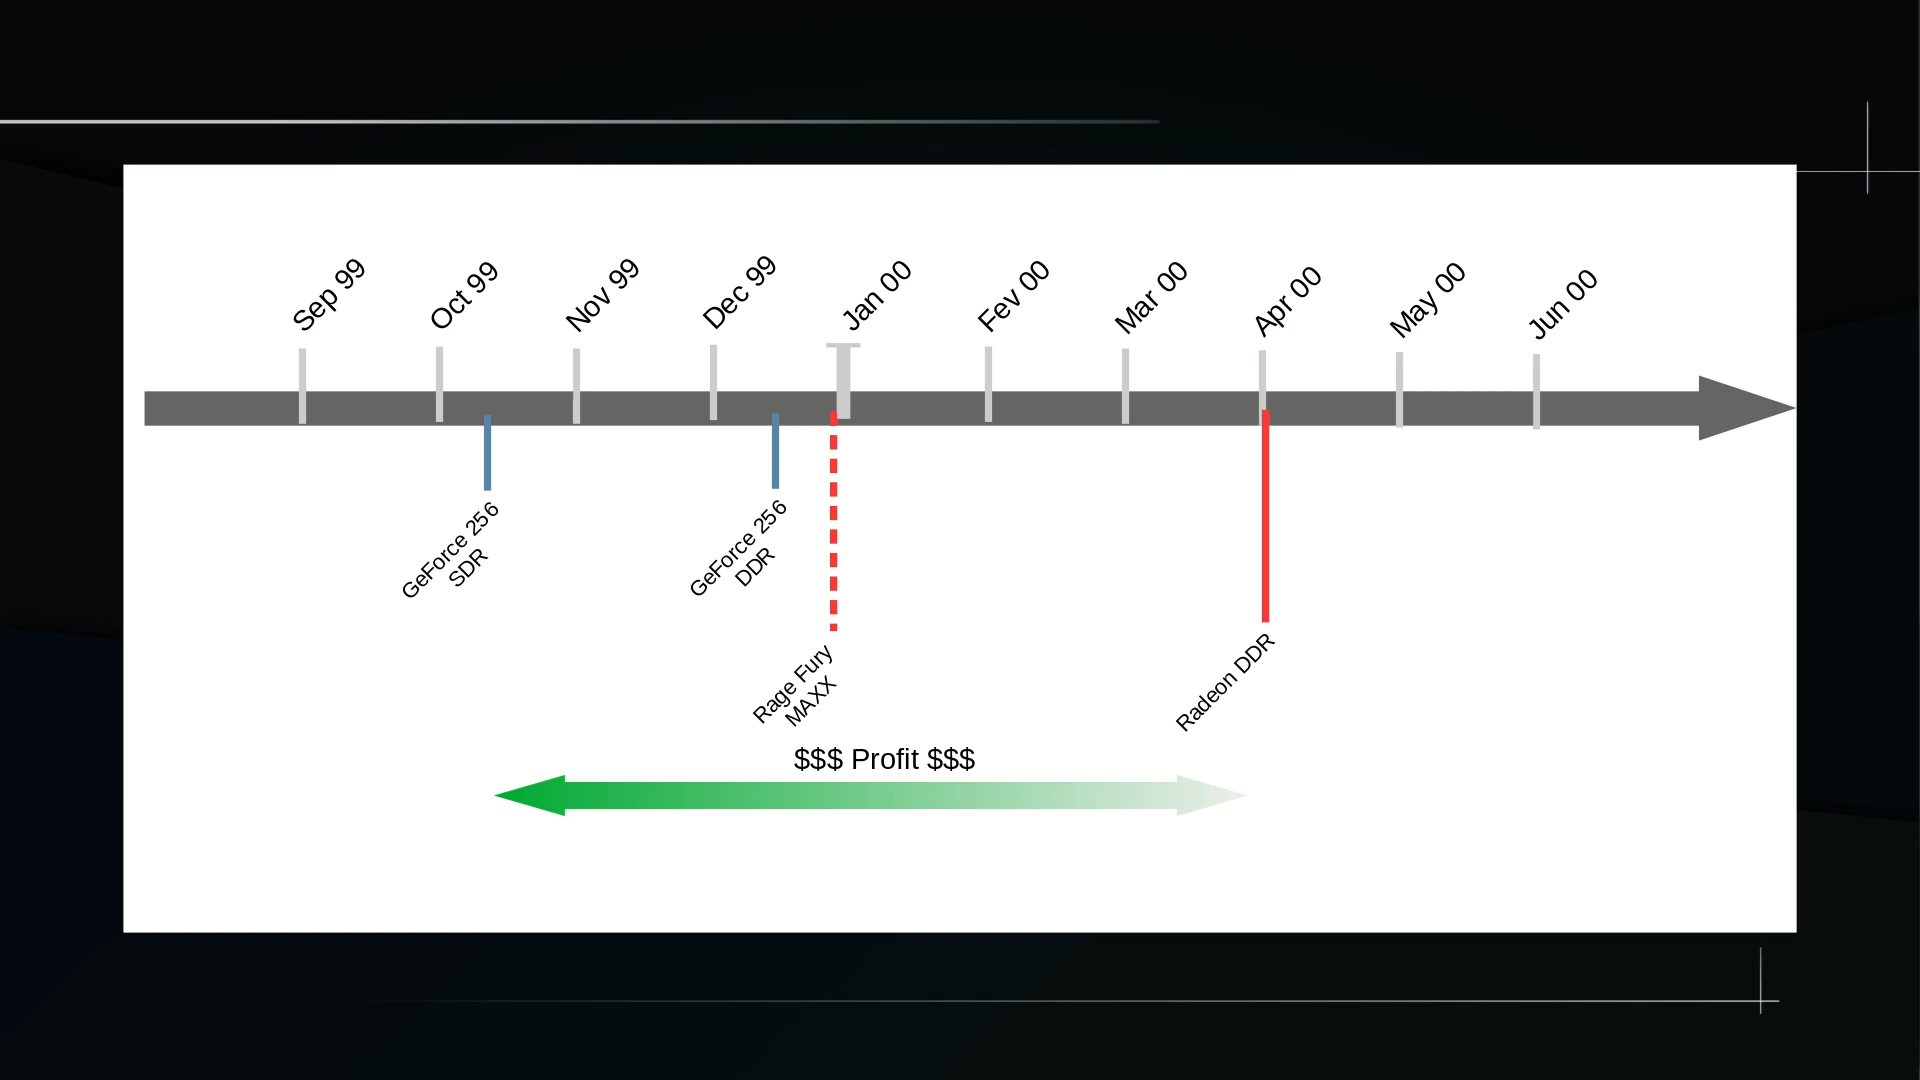 Sep 99
Oct 99
Nov 99
Dec 99
Jan 00
Fev 00
Mar 00
Apr 00
May 00
Jun 00
GeForce 256
SDR
GeForce 256
DDR
Rage Fury
MAXX
Radeon DDR
$$$ Profit $$$